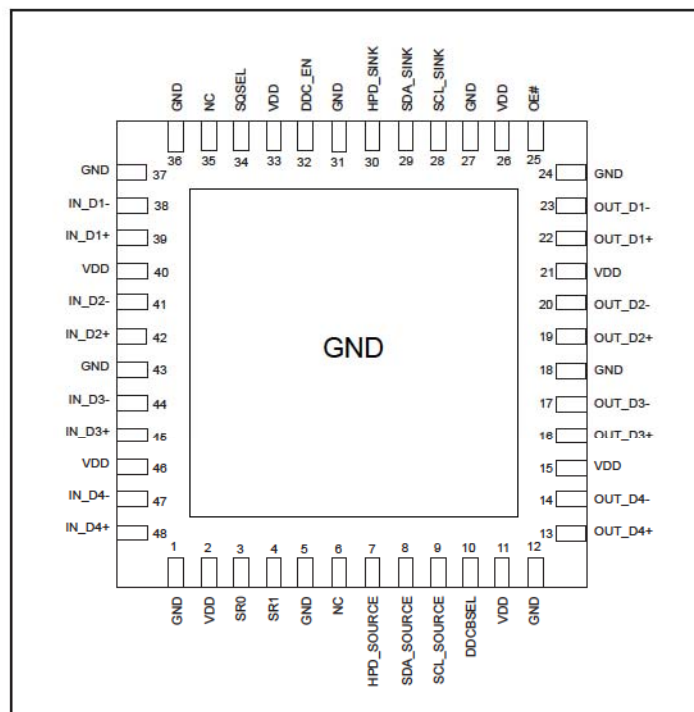 GND NC SQSEL VDD DDC_EN GND HPD_SINK SDA_SINK SCL_SINK GND VDD OE#
36 35 34 33 32 31 30 29 28 27 26 25
GND 37 24 GND
IN_D1- 38 23 OUT_D1-
IN_D1+ 39 22 OUT_D1+
VDD 40 21 VDD
IN_D2- 41 20 OUT_D2-
IN_D2+ 42 19 OUT_D2+
GND
GND 43 18 GND
IN_D3- 44 17 OUT_D3-
IN_D3+ 45 16 OUT_D3+
VDD 46 15 VDD
IN_D4- 47 14 OUT_D4-
IN_D4+ 48 13 OUT_D4+
1 2 3 4 5 6 7 8 9 10 11 12
GND VDD SR0 SR1 GND NC HPD_SOURCE SDA_SOURCE SCL_SOURCE DDCBSEL VDD GND